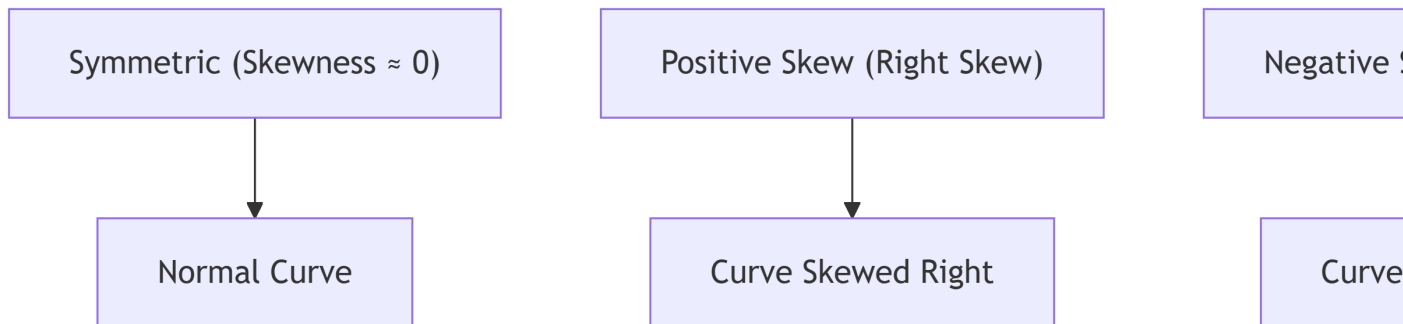 Symmetric (Skewness ≈ 0)
Positive Skew (Right Skew)
Negative
Normal Curve
Curve Skewed Right
Curve